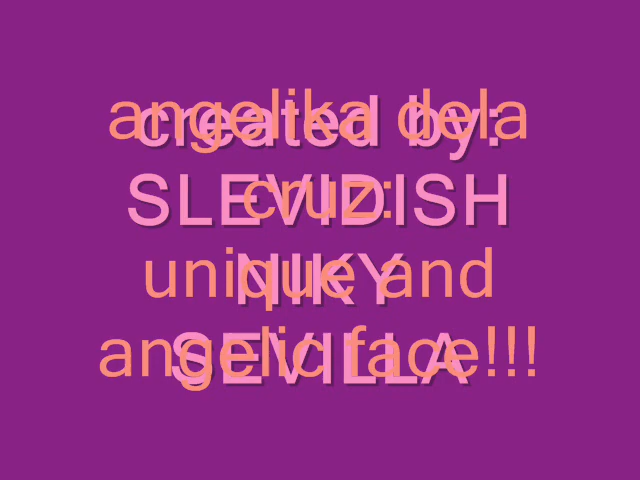 angelika dela
cruz:
unique and
angelic face!!!
created by:
SLEVIDISH
NIKY
SEVILLA